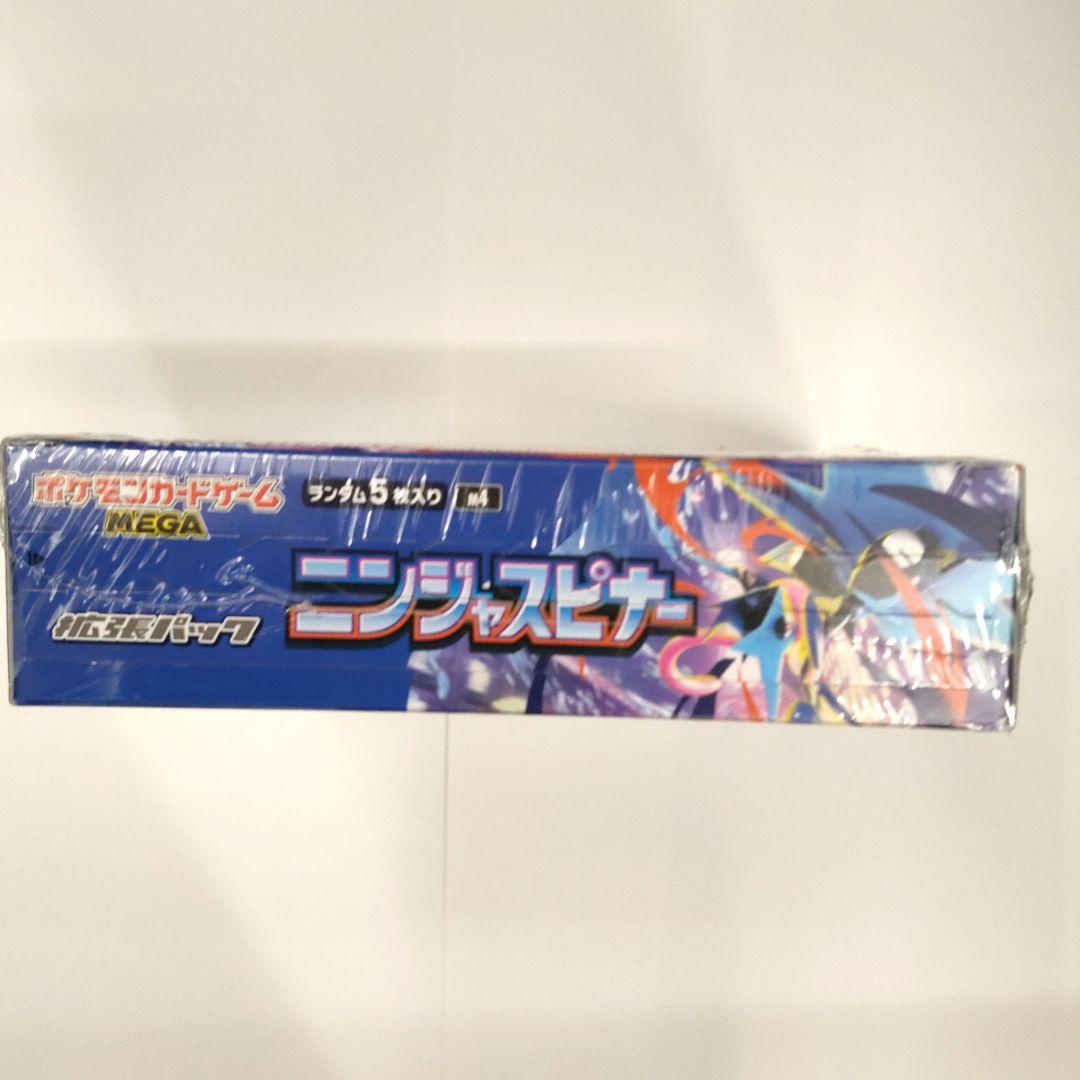 ポケモンカードゲーム
MEGA
ランダム5枚入り M4
拡張パック
ニンジャスピナー